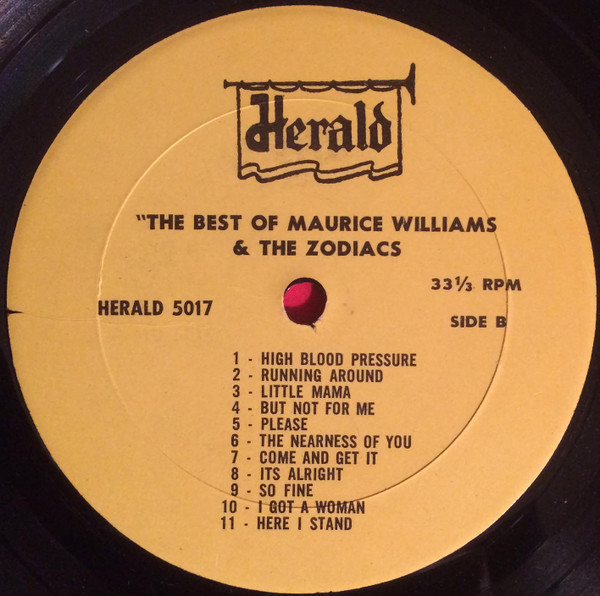 Herald
"THE BEST OF MAURICE WILLIAMS
& THE ZODIACS
33⅓ RPM
HERALD 5017
SIDE B
1 - HIGH BLOOD PRESSURE
2 - RUNNING AROUND
3 - LITTLE MAMA
4 - BUT NOT FOR ME
5 - PLEASE
6 - THE NEARNESS OF YOU
7 - COME AND GET IT
8 - ITS ALRIGHT
9 - SO FINE
10 - I GOT A WOMAN
11 - HERE I STAND